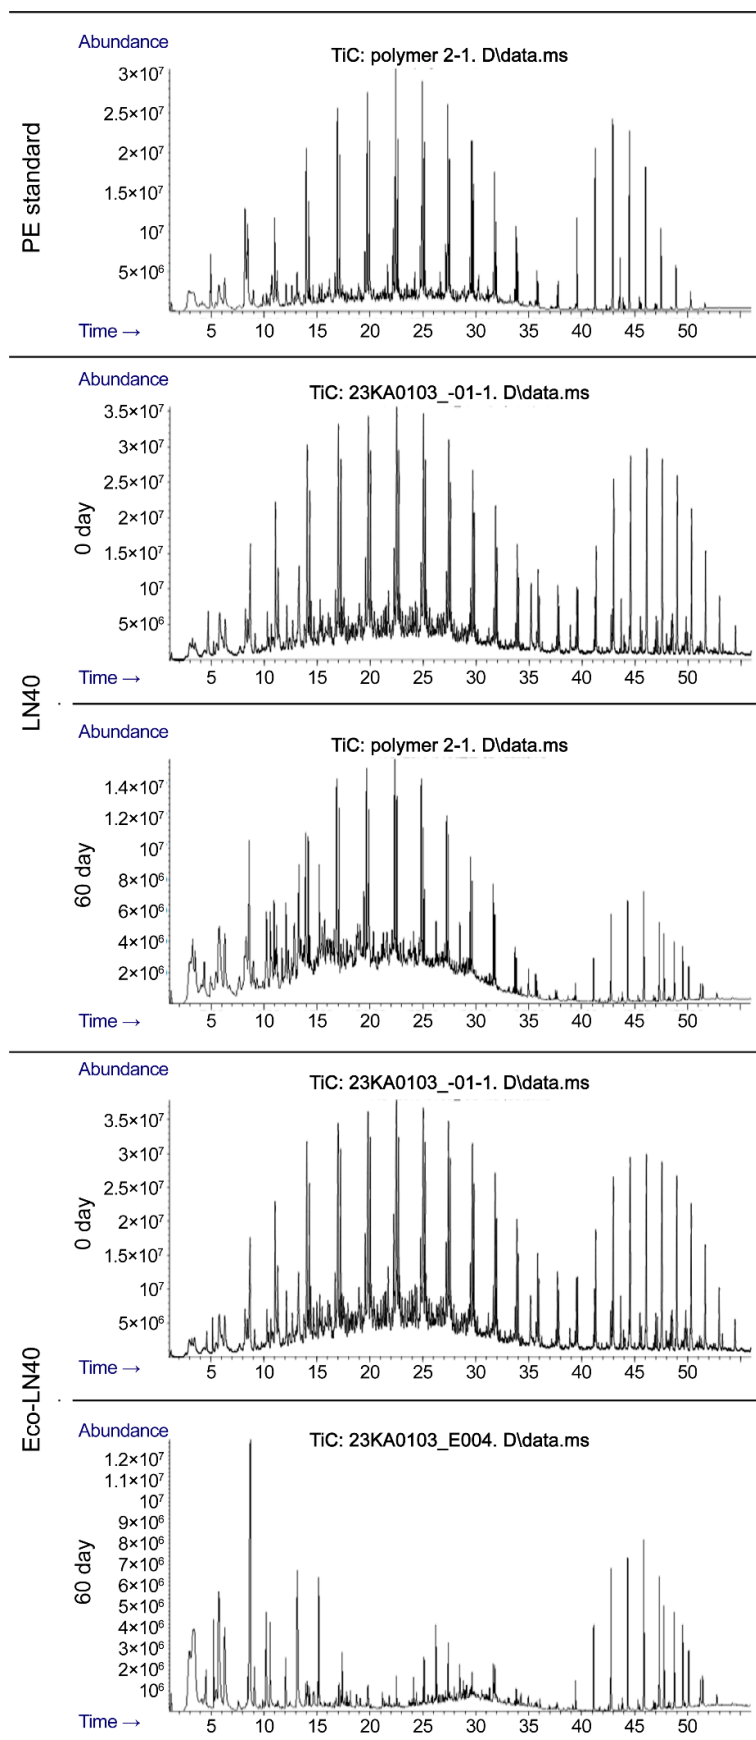 PE standard
Abundance
TiC: polymer 2-1. D\data.ms
3×10⁷
2.5×10⁷
2×10⁷
1.5×10⁷
10⁷
5×10⁶
Time →
5 10 15 20 25 30 35 40 45 50
LN40
0 day
Abundance
TiC: 23KA0103_-01-1. D\data.ms
3.5×10⁷
3×10⁷
2.5×10⁷
2×10⁷
1.5×10⁷
10⁷
5×10⁶
Time →
5 10 15 20 25 30 35 40 45 50
60 day
Abundance
TiC: polymer 2-1. D\data.ms
1.4×10⁷
1.2×10⁷
10⁷
8×10⁶
6×10⁶
4×10⁶
2×10⁶
Time →
5 10 15 20 25 30 35 40 45 50
Eco-LN40
0 day
Abundance
TiC: 23KA0103_-01-1. D\data.ms
3.5×10⁷
3×10⁷
2.5×10⁷
2×10⁷
1.5×10⁷
10⁷
5×10⁶
Time →
5 10 15 20 25 30 35 40 45 50
60 day
Abundance
TiC: 23KA0103_E004. D\data.ms
1.2×10⁷
1.1×10⁷
10⁷
9×10⁶
8×10⁶
7×10⁶
6×10⁶
5×10⁶
4×10⁶
3×10⁶
2×10⁶
10⁶
Time →
5 10 15 20 25 30 35 40 45 50